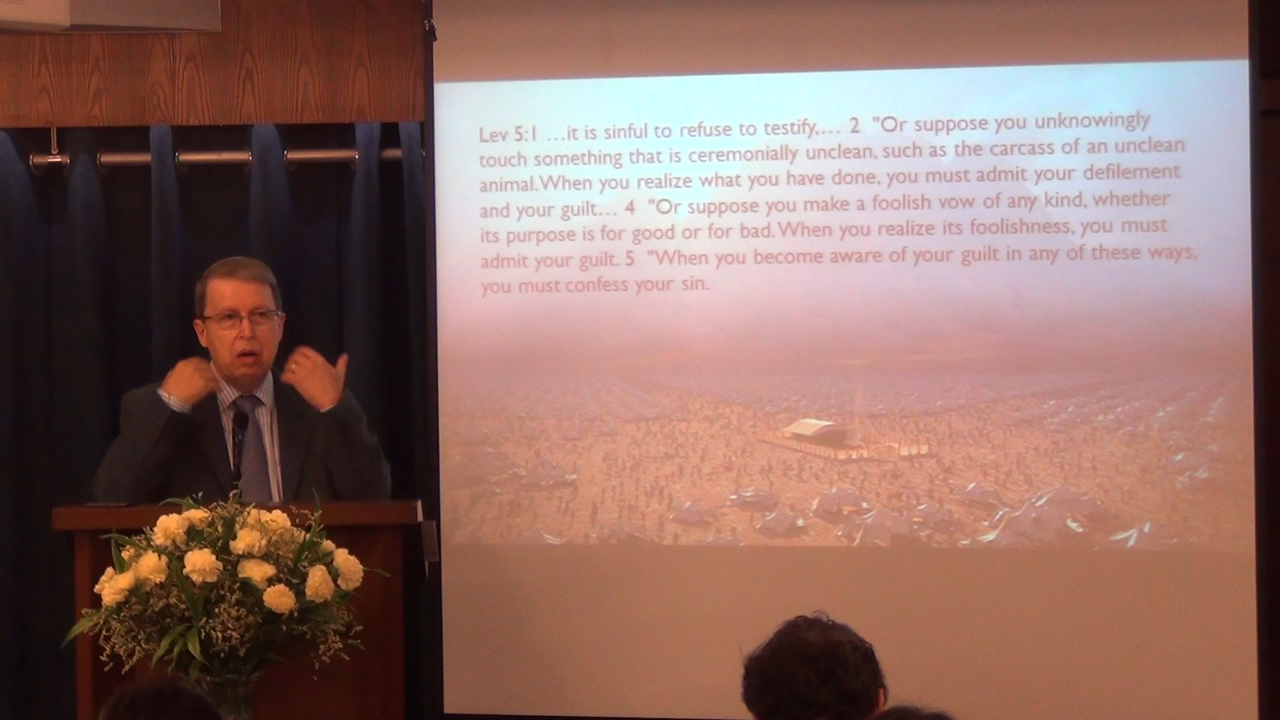 Lev 5:1 …it is sinful to refuse to testify,… 2 "Or suppose you unknowingly
touch something that is ceremonially unclean, such as the carcass of an unclean
animal. When you realize what you have done, you must admit your defilement
and your guilt… 4 "Or suppose you make a foolish vow of any kind, whether
its purpose is for good or for bad. When you realize its foolishness, you must
admit your guilt. 5 "When you become aware of your guilt in any of these ways,
you must confess your sin.